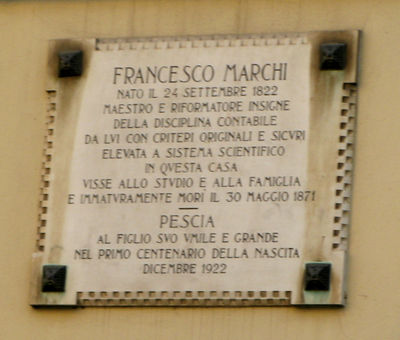 FRANCESCO MARCHI
NATO IL 24 SETTEMBRE 1822
MAESTRO E RIFORMATORE INSIGNE
DELLA DISCIPLINA CONTABILE
DA LVI CON CRITERI ORIGINALI E SICVRI
ELEVATA A SISTEMA SCIENTIFICO
IN QVESTA CASA
VISSE ALLO STVDIO E ALLA FAMIGLIA
E IMMATVRAMENTE MORÌ IL 30 MAGGIO 1871
PESCIA
AL FIGLIO SVO VMILE E GRANDE
NEL PRIMO CENTENARIO DELLA NASCITA
DICEMBRE 1922